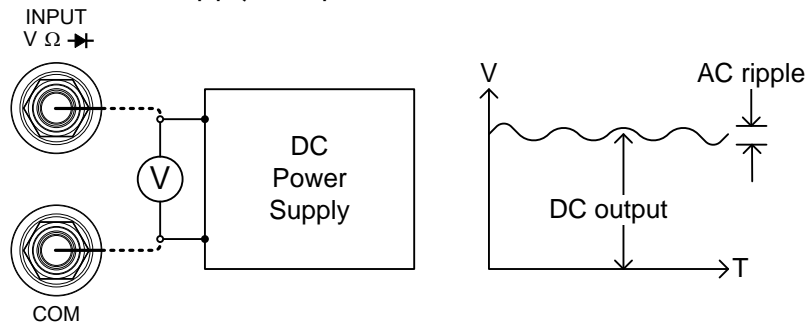 INPUT
V Ω
COM
V
DC
Power
Supply
V
AC ripple
DC output
T